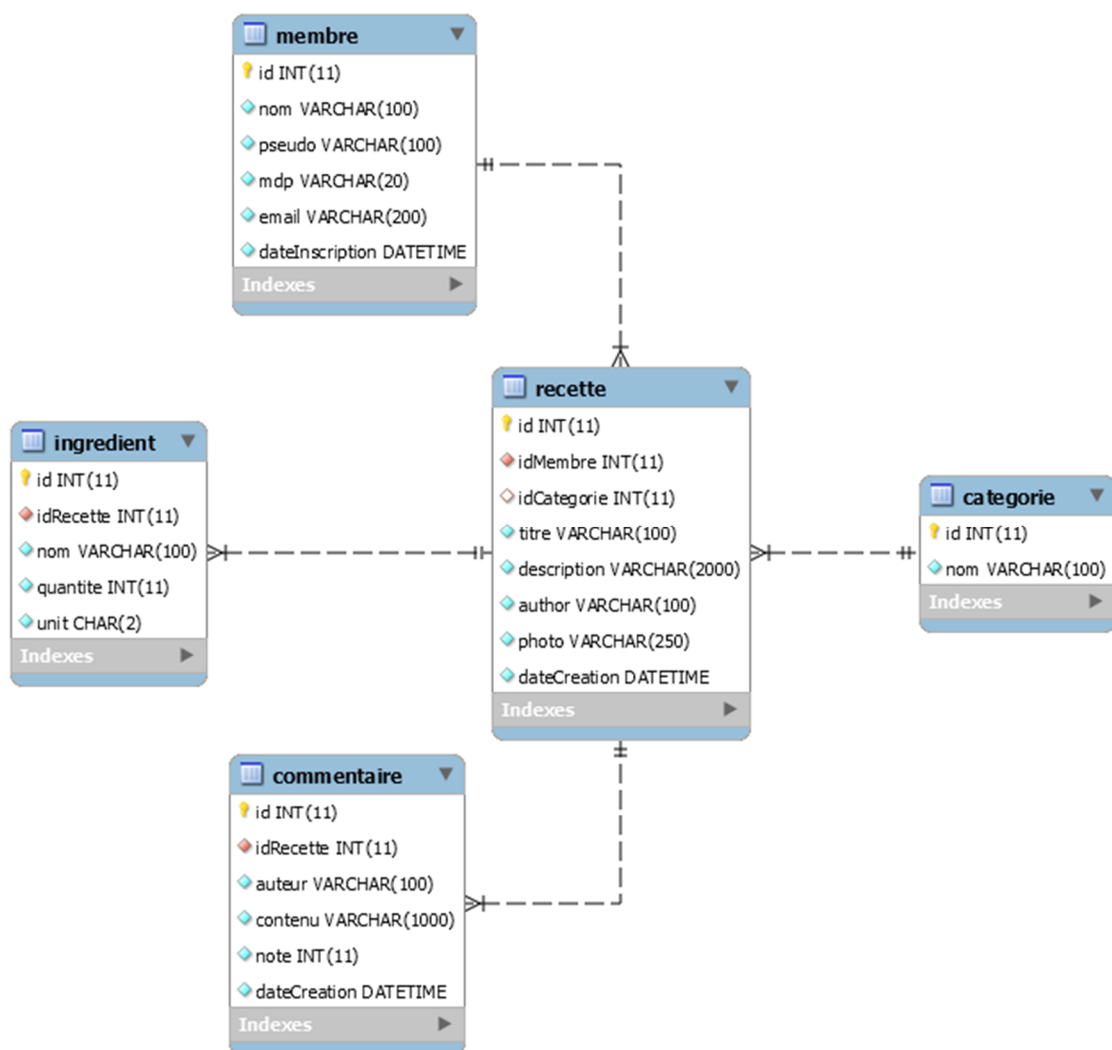 membre
id INT(11)
nom VARCHAR(100)
pseudo VARCHAR(100)
mdp VARCHAR(20)
email VARCHAR(200)
dateInscription DATETIME
Indexes
recette
id INT(11)
idMembre INT(11)
idCategorie INT(11)
titre VARCHAR(100)
description VARCHAR(2000)
author VARCHAR(100)
photo VARCHAR(250)
dateCreation DATETIME
Indexes
ingredient
id INT(11)
idRecette INT(11)
nom VARCHAR(100)
quantite INT(11)
unit CHAR(2)
Indexes
categorie
id INT(11)
nom VARCHAR(100)
Indexes
commentaire
id INT(11)
idRecette INT(11)
auteur VARCHAR(100)
contenu VARCHAR(1000)
note INT(11)
dateCreation DATETIME
Indexes